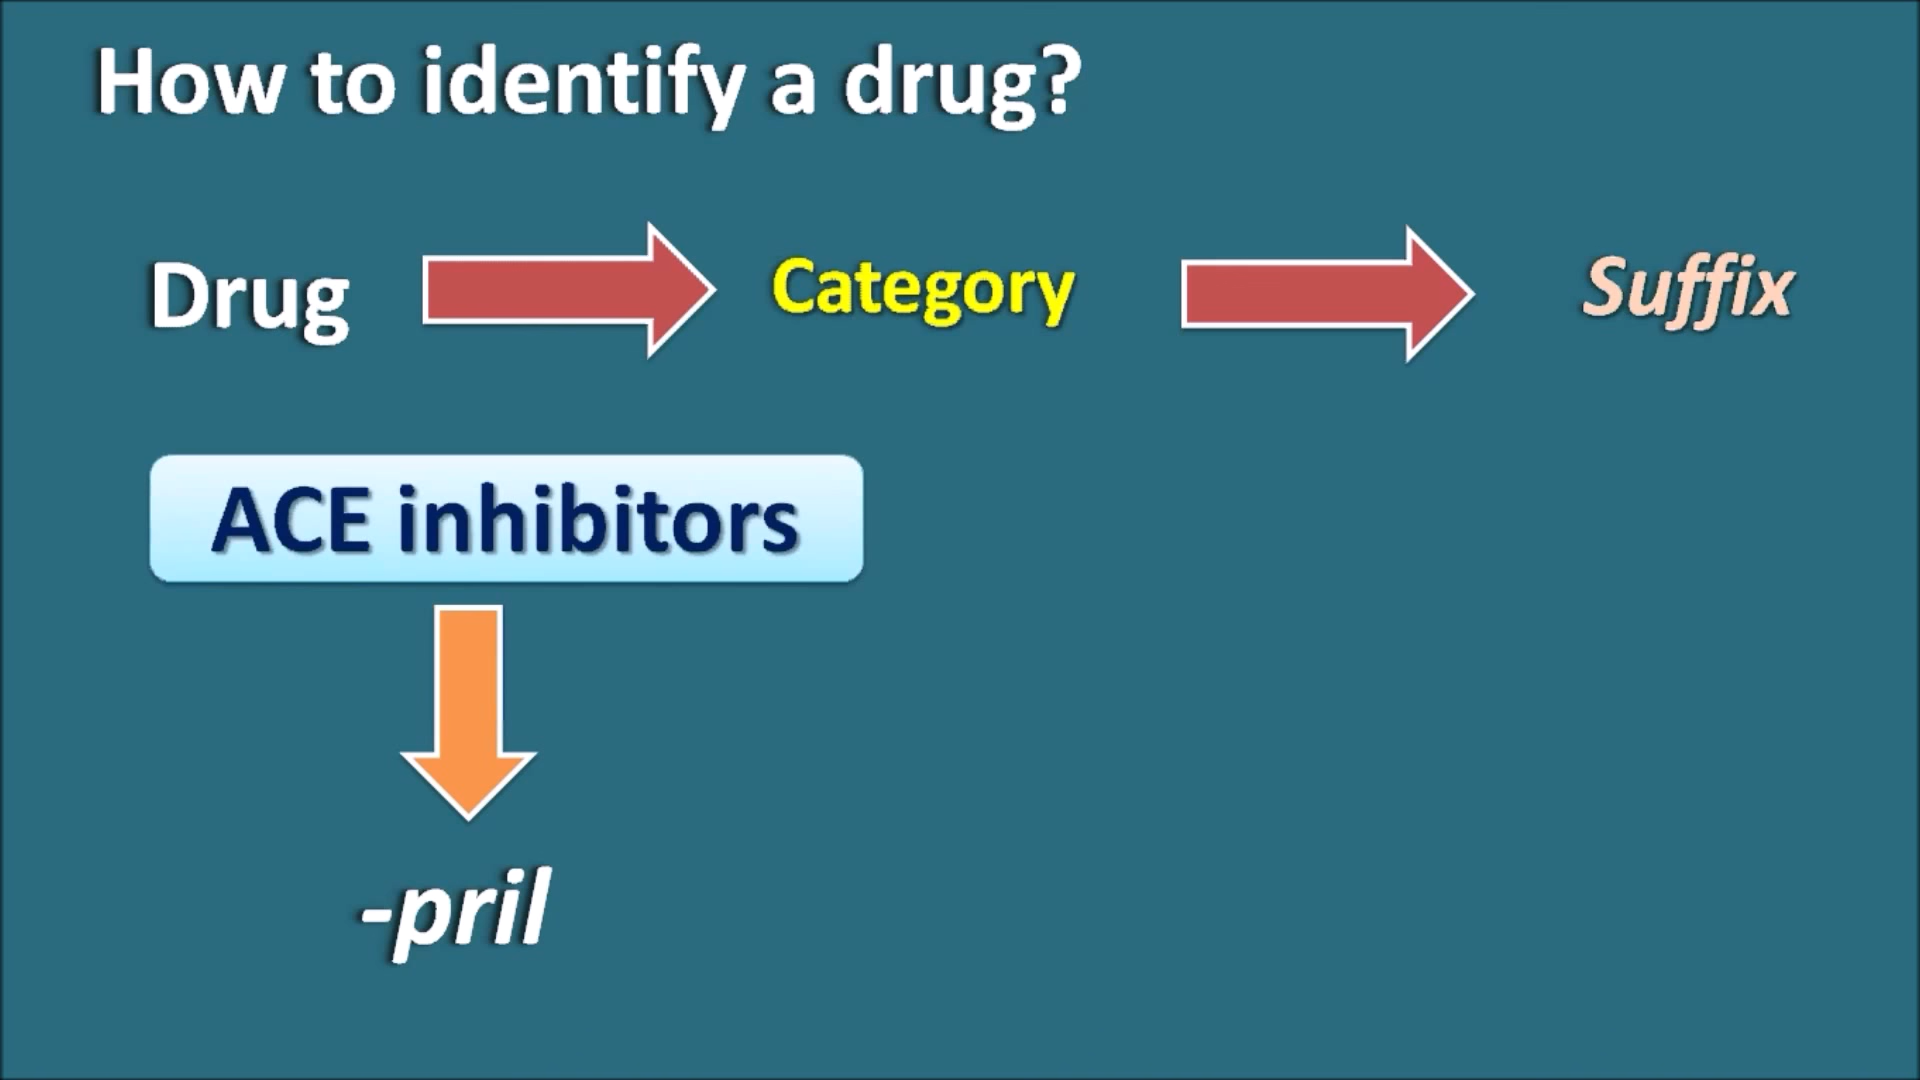 How to identify a drug?
Drug Category Suffix
ACE inhibitors
-pril